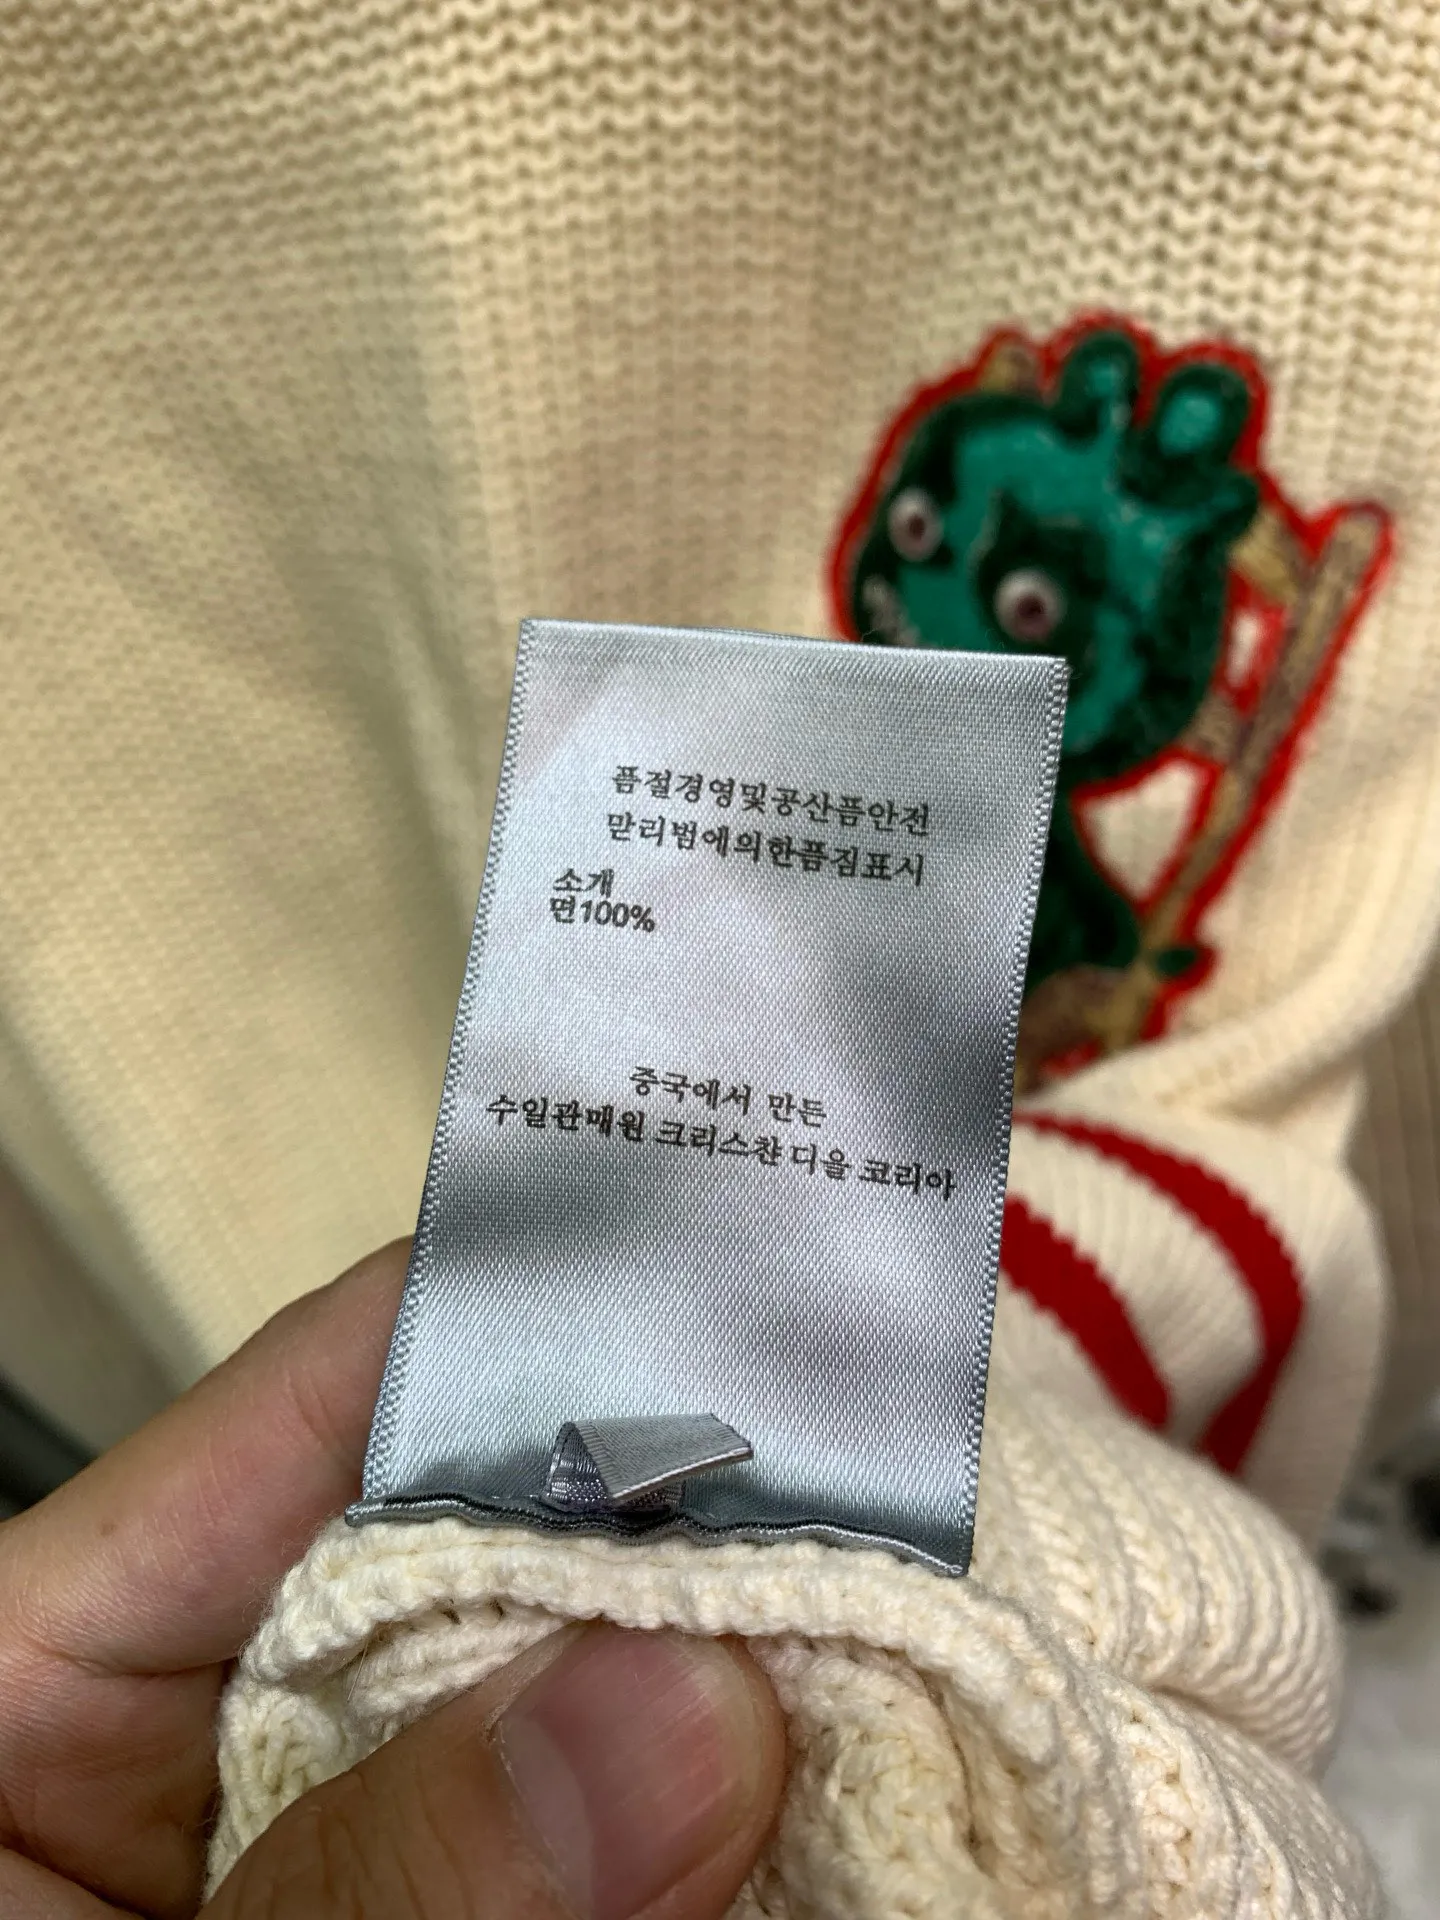 픔절경영및공산픔안전
맏리범에의한픔짐표시
소개
면100%
중국에서 만든
수일관매원 크리스챤 디올 코리아